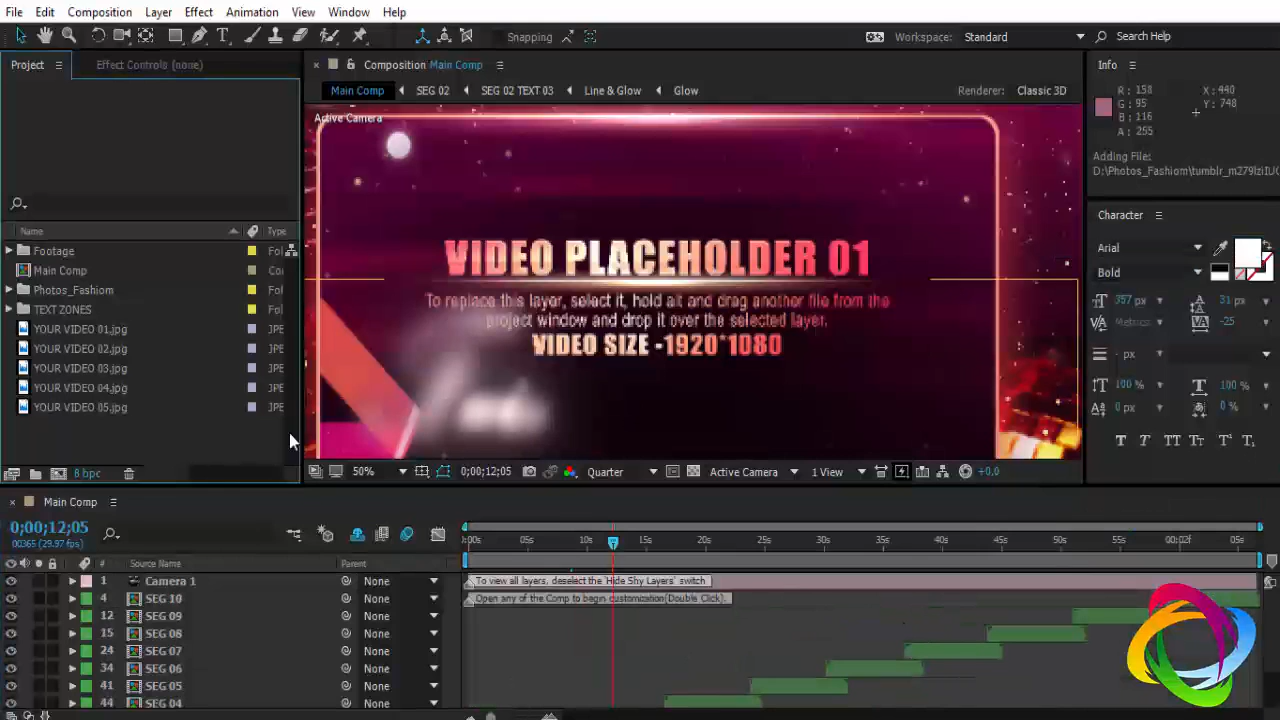 File Edit Composition Layer Effect Animation View Window Help
Snapping Workspace: Standard Search Help
Project Effect Controls (none) Composition Main Comp Info
Main Comp SEG 02 SEG 02 TEXT 03 Line & Glow Glow Renderer: Classic 3D
R: 158 X: 440
G: 95 Y: 748
B: 116
A: 255
Active Camera
Adding File:
D:\Photos_Fashiom\tumblr_m279lziIUC
Character
Name Type
Arial
Bold
Footage Fol
Main Comp Co
Photos_Fashiom Fol
TEXT ZONES Fol
YOUR VIDEO 01.jpg JPE
YOUR VIDEO 02.jpg JPE
YOUR VIDEO 03.jpg JPE
YOUR VIDEO 04.jpg JPE
YOUR VIDEO 05.jpg JPE
VIDEO PLACEHOLDER 01
To replace this layer, select it, hold alt and drag another file from the
project window and drop it over the selected layer.
VIDEO SIZE -1920*1080
357 px 31 px
Metrics -25
- px
100 % 100 %
0 px 0 %
T T TT Tt T¹ T₁
8 bpc
50% 0;00;12;05 Quarter Active Camera 1 View +0,0
Main Comp
0;00;12;05
00365 (29.97 fps)
:00s 05s 10s 15s 20s 25s 30s 35s 40s 45s 50s 55s 00:02f 05s
# Source Name Parent
1 Camera 1 None To view all layers, deselect the 'Hide Shy Layers' switch
4 SEG 10 None Open any of the Comp to begin customization(Double Click).
12 SEG 09 None
15 SEG 08 None
24 SEG 07 None
34 SEG 06 None
41 SEG 05 None
44 SEG 04 None